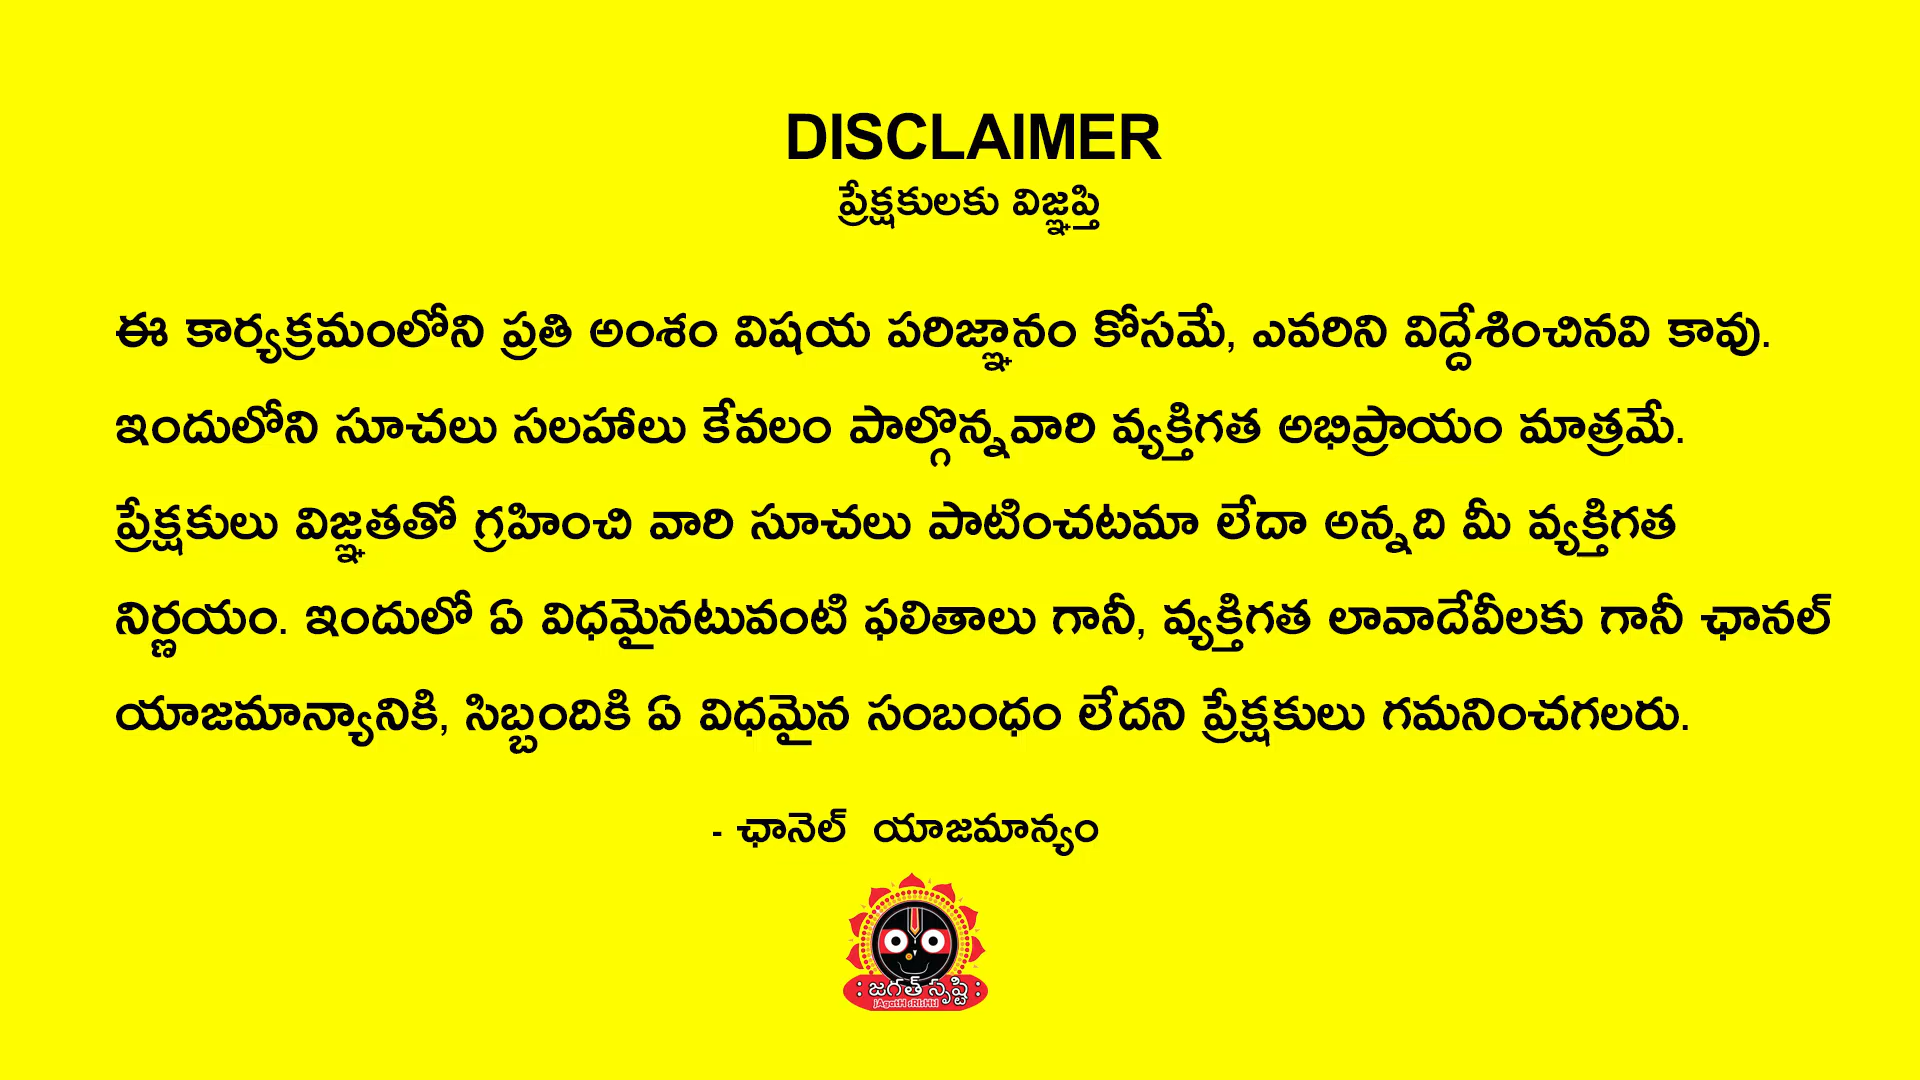 DISCLAIMER
ప్రేక్షకులకు విజ్ఞప్తి
ఈ కార్యక్రమంలోని ప్రతి అంశం విషయ పరిజ్ఞానం కోసమే, ఎవరిని విద్దేశించినవి కావు.
ఇందులోని సూచలు సలహాలు కేవలం పాల్గొన్నవారి వ్యక్తిగత అభిప్రాయం మాత్రమే.
ప్రేక్షకులు విజ్ఞతతో గ్రహించి వారి సూచలు పాటించటమా లేదా అన్నది మీ వ్యక్తిగత
నిర్ణయం. ఇందులో ఏ విధమైనటువంటి ఫలితాలు గానీ, వ్యక్తిగత లావాదేవీలకు గానీ ఛానల్
యాజమాన్యానికి, సిబ్బందికి ఏ విధమైన సంబంధం లేదని ప్రేక్షకులు గమనించగలరు.
- ఛానెల్ యాజమాన్యం
: జగత్ సృష్టి :
jAgatH sRIsHtI